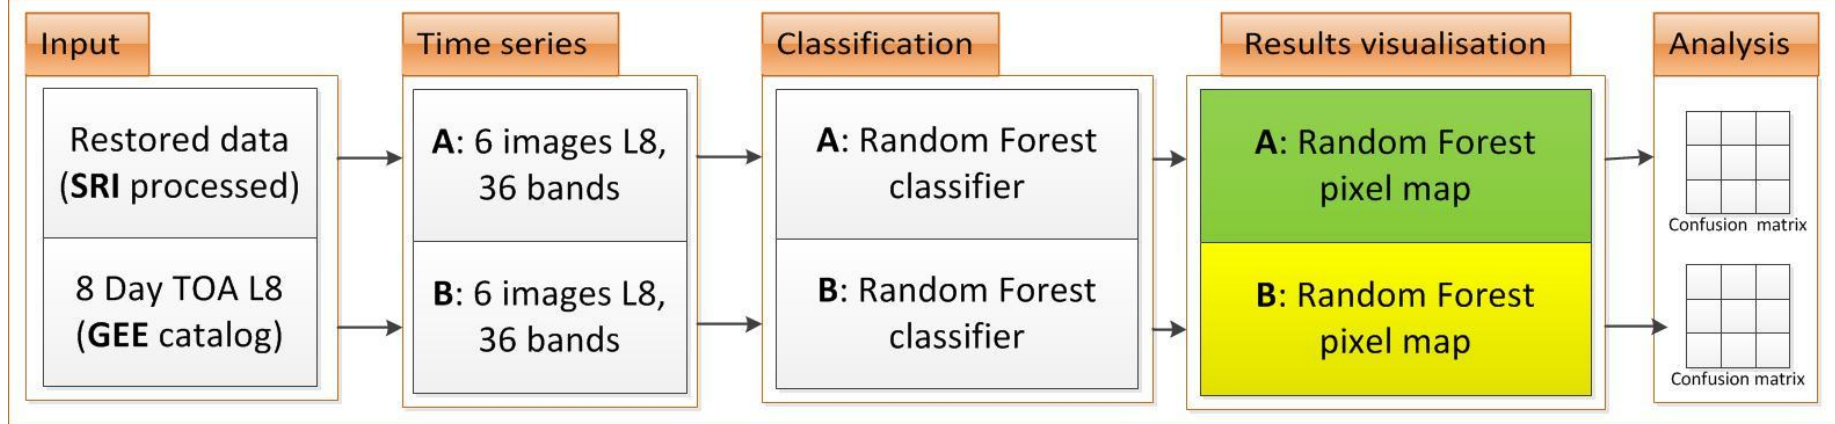 Input
Restored data
(SRI processed)
8 Day TOA L8
(GEE catalog)
Time series
A: 6 images L8,
36 bands
B: 6 images L8,
36 bands
Classification
A: Random Forest
classifier
B: Random Forest
classifier
Results visualisation
A: Random Forest
pixel map
B: Random Forest
pixel map
Analysis
Confusion matrix
Confusion matrix